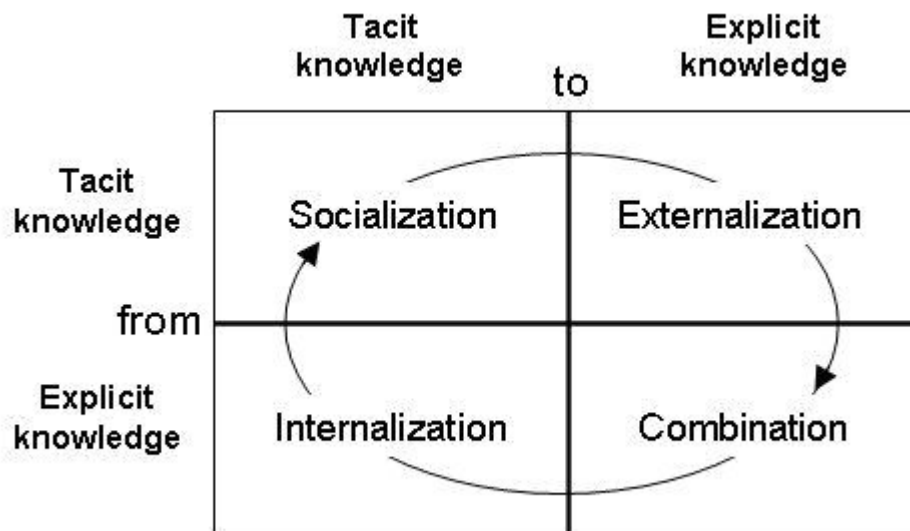 Tacit
knowledge
Explicit
knowledge
to
Tacit
knowledge
Socialization
Externalization
from
Explicit
knowledge
Internalization
Combination